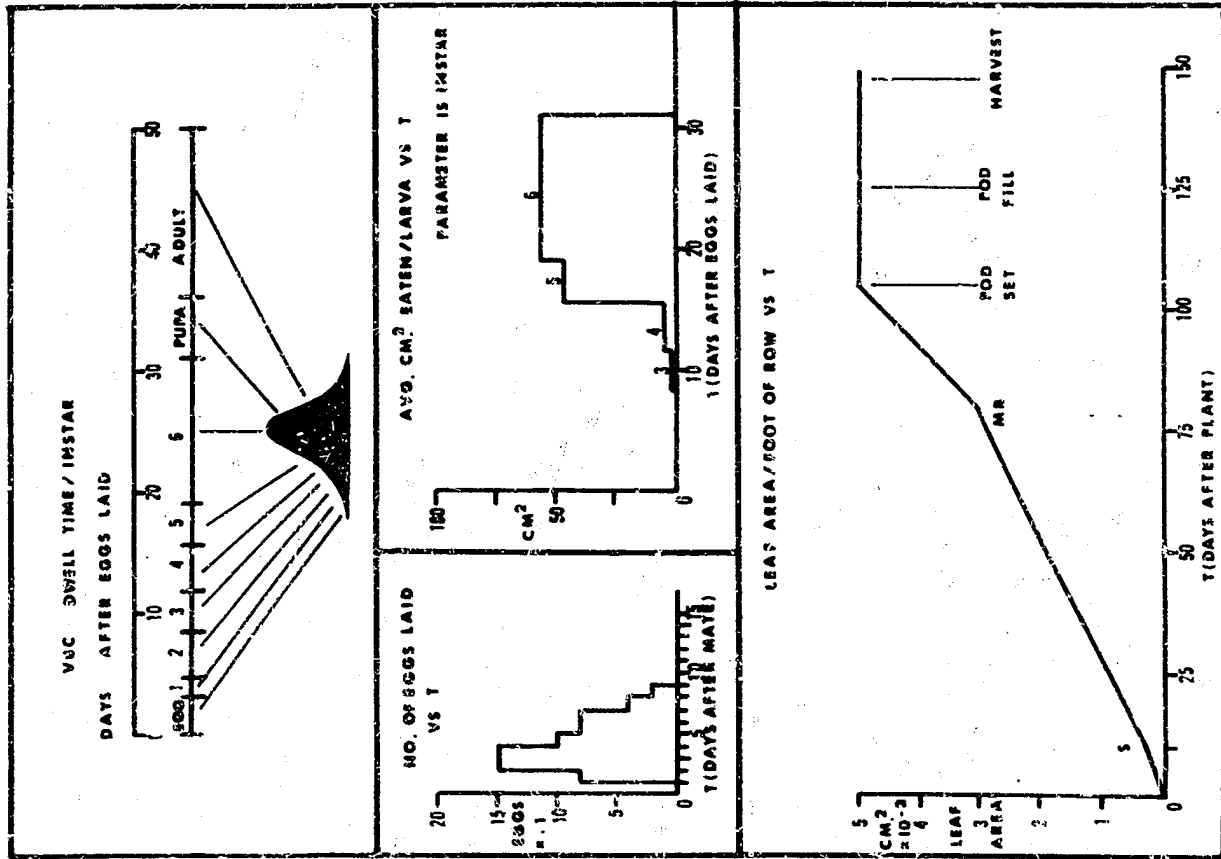 VBC DWELL TIME/INSTAR
DAYS AFTER EGGS LAID
10 20 30 40 50
EGG 1 2 3 4 5 6 PUPA ADULT
NO. OF EGGS LAID
VS T
20
15
10
5
0
EGGS
5 10 15
T(DAYS AFTER MATE)
AVG. CM² EATEN/LARVA VS T
PARAMETER IS INSTAR
100
CM²
50
0
3 4 5 6
10 20 30
T(DAYS AFTER EGGS LAID)
LEAF AREA/FOOT OF ROW VS T
5
CM²
X10⁻³
4
LEAF
3
AREA
2
1
0
S
MR
POD
SET
POD
FILL
HARVEST
25 50 75 100 125 150
T(DAYS AFTER PLANT)